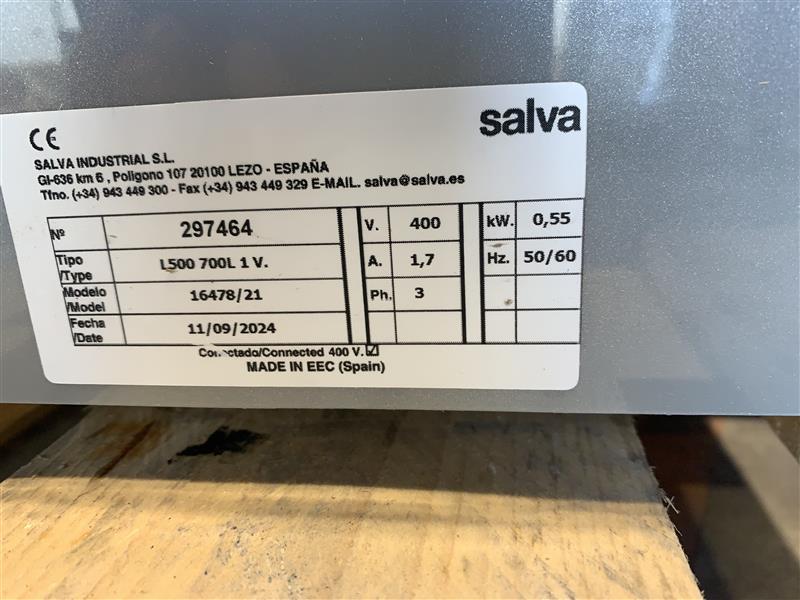 CE
salva
SALVA INDUSTRIAL S.L.
GI-636 km 6 , Poligono 107 20100 LEZO - ESPAÑA
Tfno. (+34) 943 449 300 - Fax (+34) 943 449 329 E-MAIL. salva@salva.es
Nº 297464 V. 400 kW. 0,55
Tipo /Type L500 700L 1 V. A. 1,7 Hz. 50/60
Modelo /Model 16478/21 Ph. 3
Fecha /Date 11/09/2024
Conectado/Connected 400 V. ☑
MADE IN EEC (Spain)